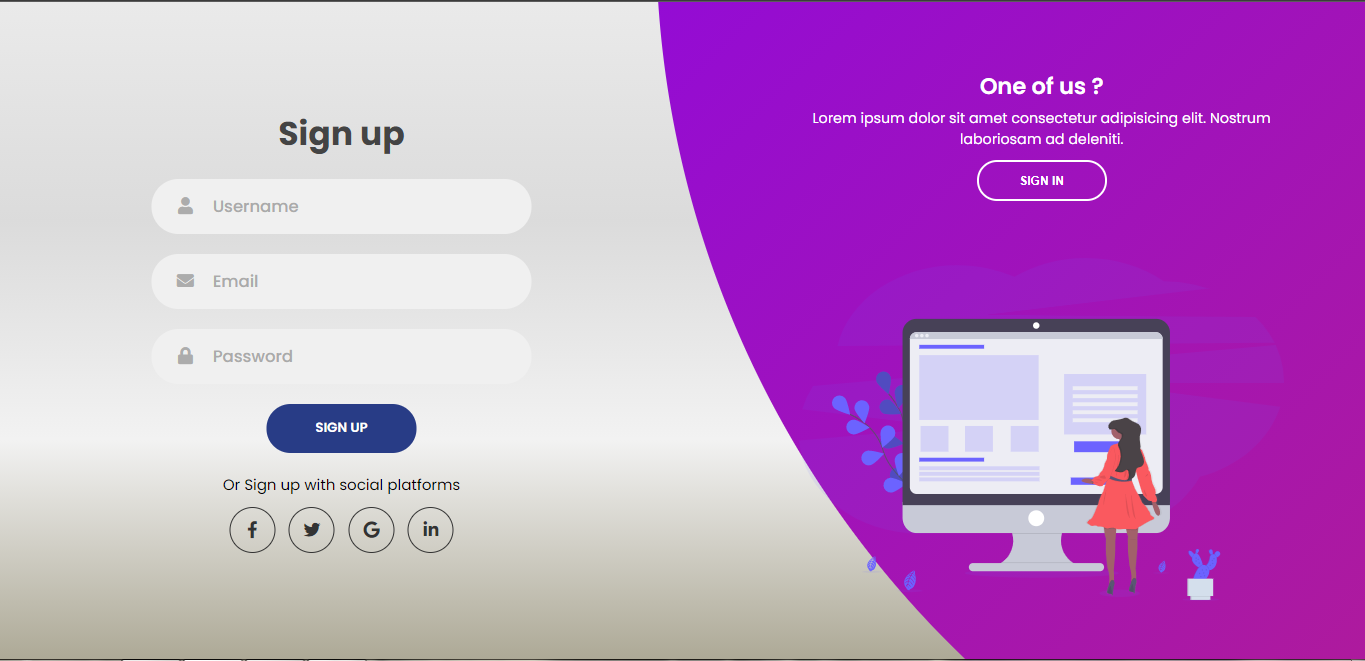 Sign up
Username
Email
Password
SIGN UP
Or Sign up with social platforms
One of us ?
Lorem ipsum dolor sit amet consectetur adipisicing elit. Nostrum
laboriosam ad deleniti.
SIGN IN